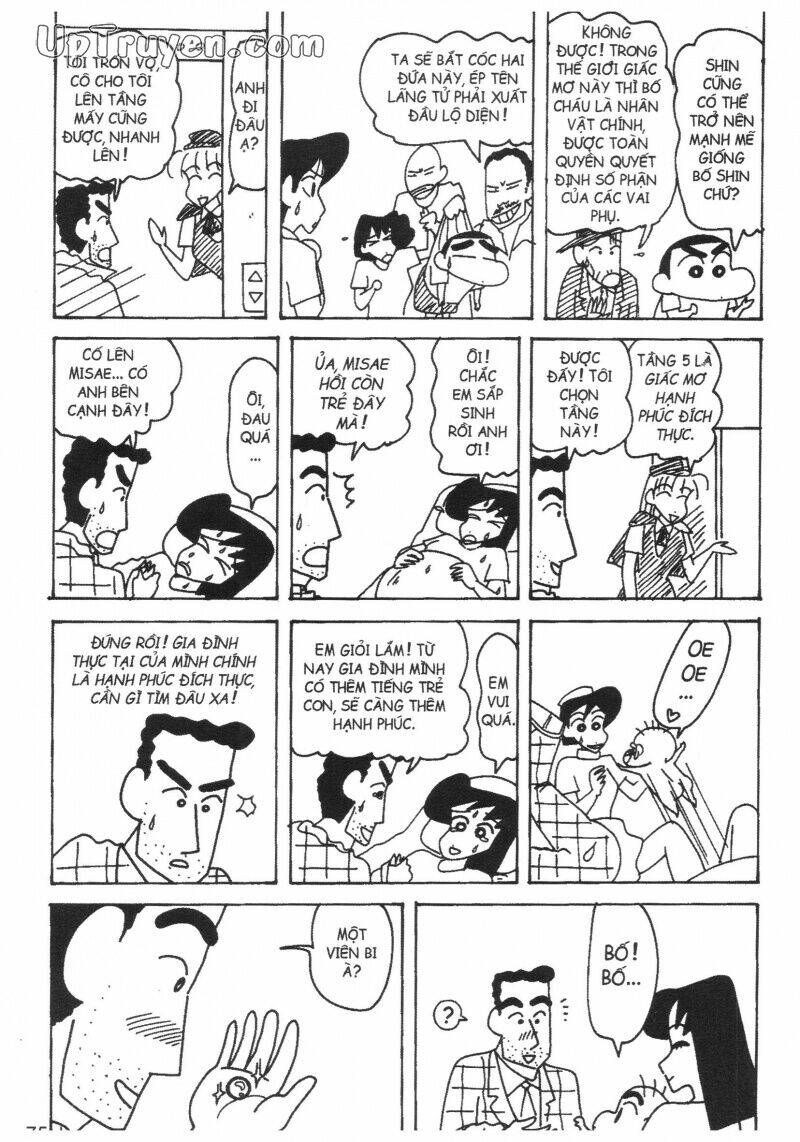 UpTruyen.com
SHIN
CŨNG
CÓ THỂ
TRỞ NÊN
MẠNH MẼ
GIỐNG
BỐ SHIN
CHỨ?
KHÔNG
ĐƯỢC! TRONG
THẾ GIỚI GIẤC
MƠ NÀY THÌ BỐ
CHÁU LÀ NHÂN
VẬT CHÍNH,
ĐƯỢC TOÀN
QUYỀN QUYẾT
ĐỊNH SỐ PHẬN
CỦA CÁC VAI
PHỤ.
TA SẼ BẮT CÓC HAI
ĐỨA NÀY, ÉP TÊN
LÃNG TỬ PHẢI XUẤT
ĐẦU LỘ DIỆN!
ANH
ĐI
ĐÂU
Ạ?
TÔI TRỐN VỢ,
CÔ CHO TÔI
LÊN TẦNG
MẤY CŨNG
ĐƯỢC, NHANH
LÊN!
TẦNG 5 LÀ
GIẤC MƠ
HẠNH
PHÚC ĐÍCH
THỰC.
ĐƯỢC
ĐẤY! TÔI
CHỌN
TẦNG
NÀY!
ÔI!
CHẮC
EM SẮP
SINH
RỒI ANH
ƠI!
ỦA, MISAE
HỒI CÒN
TRẺ ĐÂY
MÀ!
ÔI,
ĐAU
QUÁ
...
CỐ LÊN
MISAE... CÓ
ANH BÊN
CẠNH ĐÂY!
OE
OE
...
EM
VUI
QUÁ.
EM GIỎI LẮM! TỪ
NAY GIA ĐÌNH MÌNH
CÓ THÊM TIẾNG TRẺ
CON, SẼ CÀNG THÊM
HẠNH PHÚC.
ĐÚNG RỒI! GIA ĐÌNH
THỰC TẠI CỦA MÌNH CHÍNH
LÀ HẠNH PHÚC ĐÍCH THỰC,
CẦN GÌ TÌM ĐÂU XA!
BỐ!
BỐ...
?
MỘT
VIÊN BI
À?